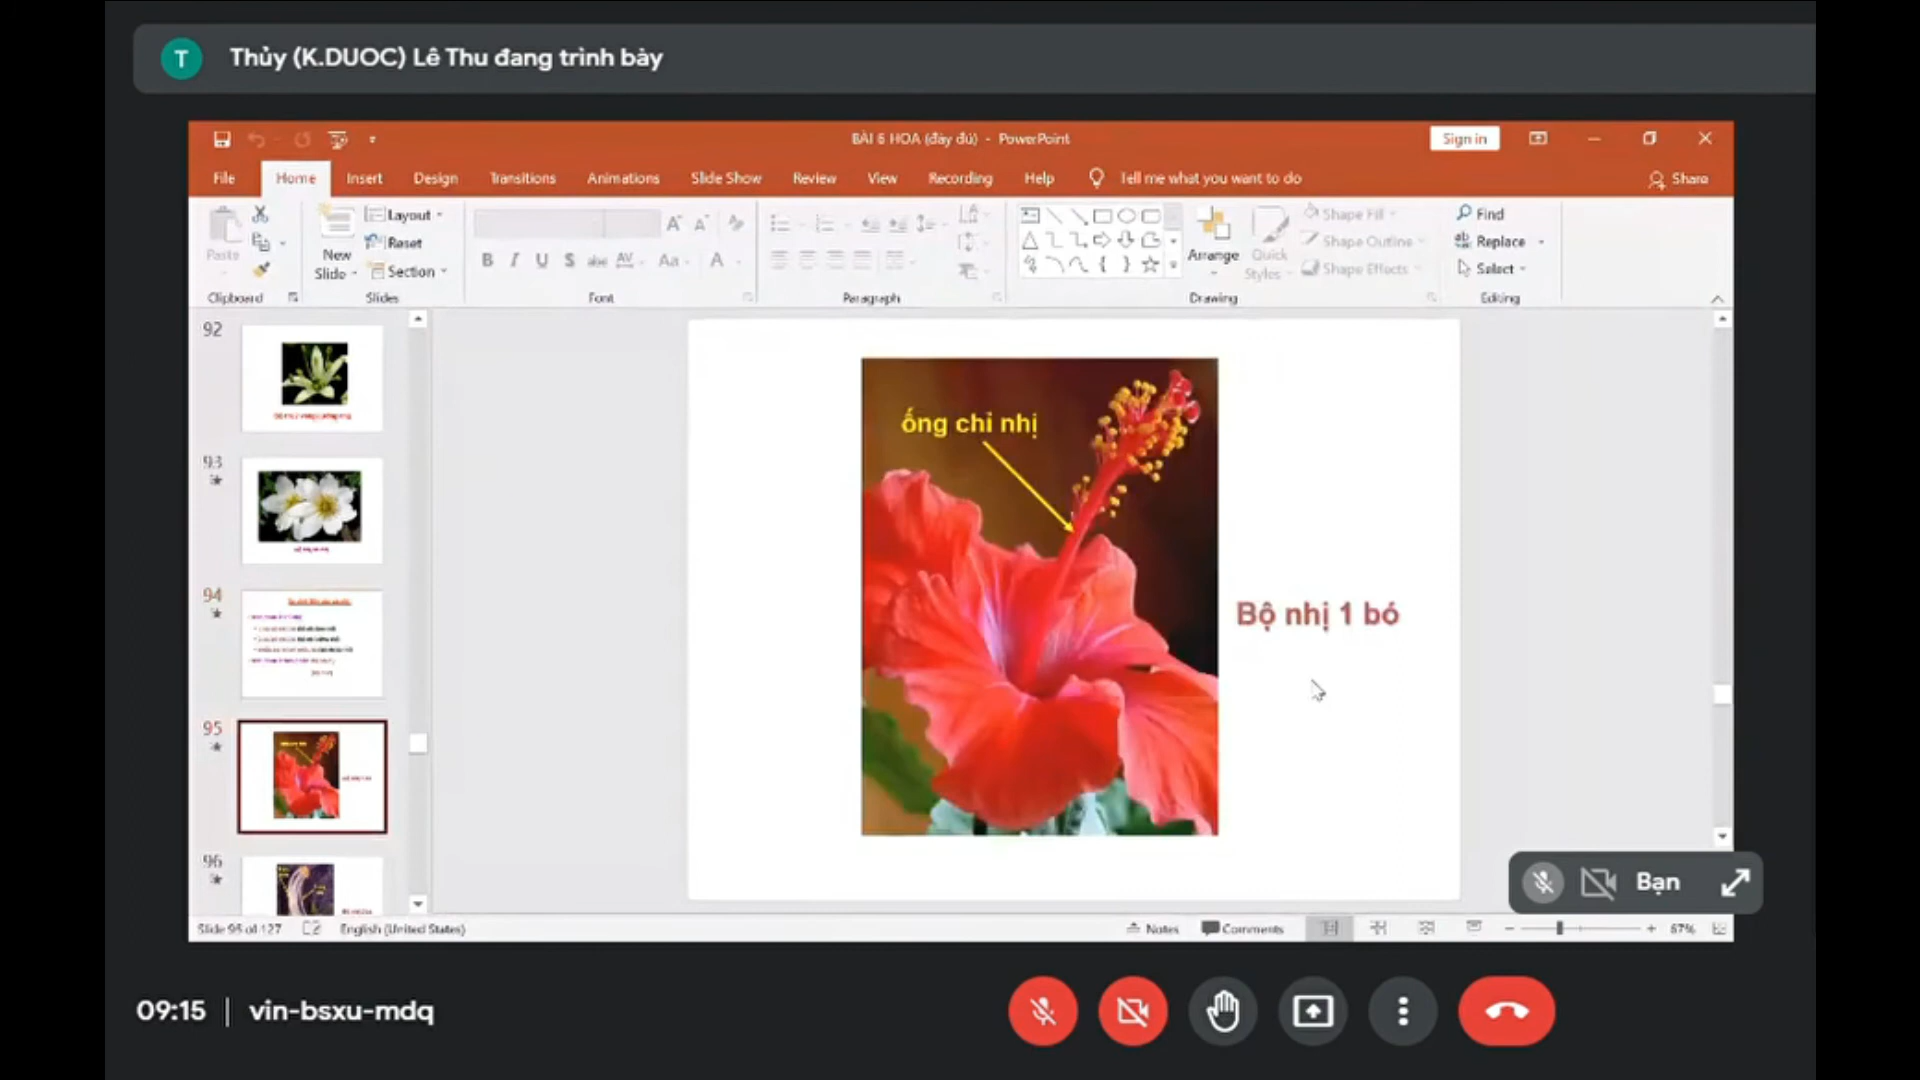 T
Thủy (K.DUOC) Lê Thu đang trình bày
BÀI 6 HOA (đầy đủ) - PowerPoint
Sign in
File Home Insert Design Transitions Animations Slide Show Review View Recording Help Tell me what you want to do
Share
Paste
New Slide
Layout
Reset
Section
Arrange
Quick Styles
Shape Fill
Shape Outline
Shape Effects
Find
Replace
Select
Clipboard Slides Font Paragraph Drawing Editing
92
93
94
95
96
ống chỉ nhị
Bộ nhị 1 bó
Bạn
Slide 95 of 127 English (United States) Notes Comments 67%
09:15 | vin-bsxu-mdq